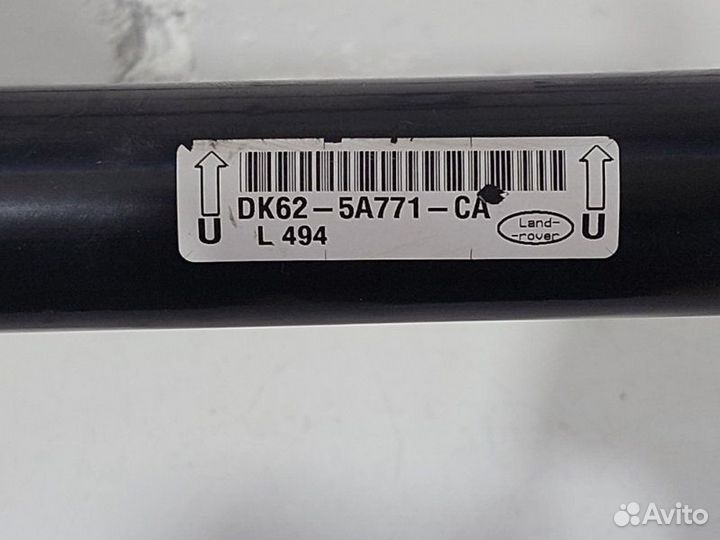 DK62-5A771-CA
L 494
U
Land-
-rover
U
Avito